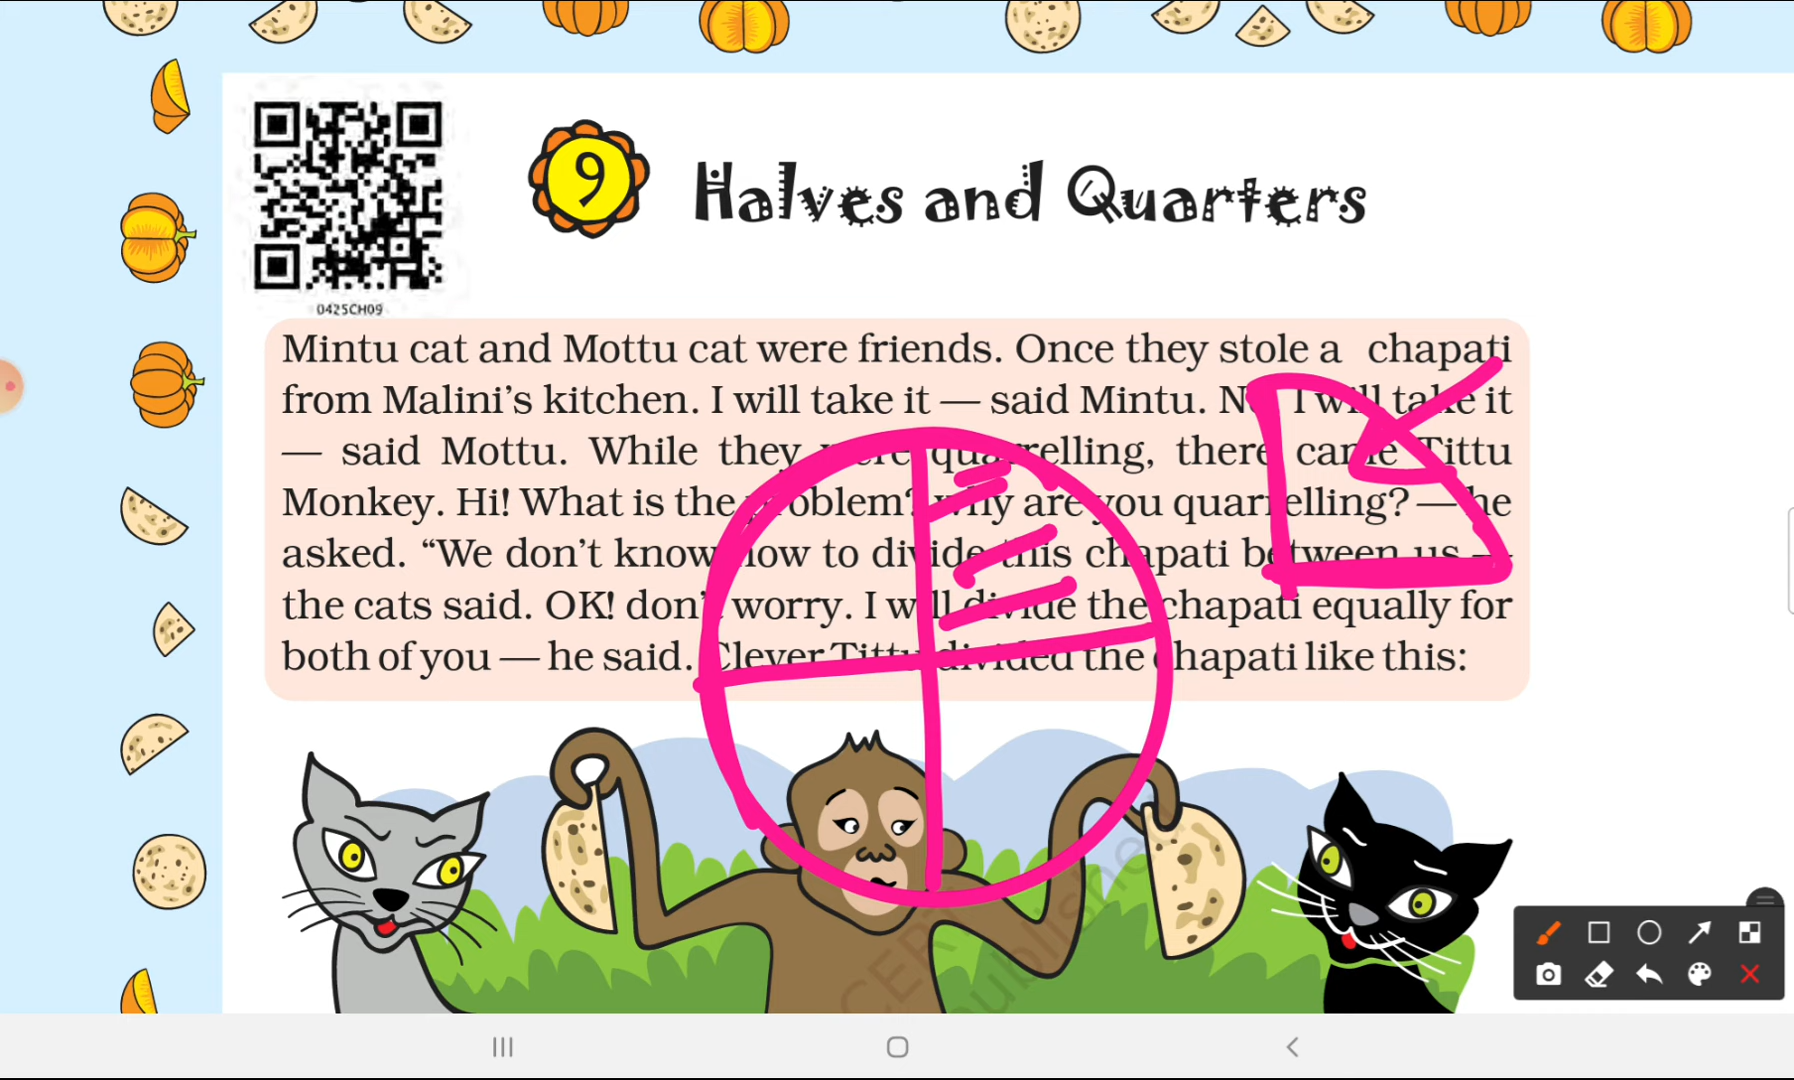 0425CH09
9 Halves and Quarters
Mintu cat and Mottu cat were friends. Once they stole a chapati
from Malini's kitchen. I will take it — said Mintu. No I will take it
— said Mottu. While they were quarrelling, there came Tittu
Monkey. Hi! What is the problem? why are you quarrelling? — he
asked. “We don't know how to divide this chapati between us —
the cats said. OK! don't worry. I will divide the chapati equally for
both of you — he said. Clever Tittu divided the chapati like this: